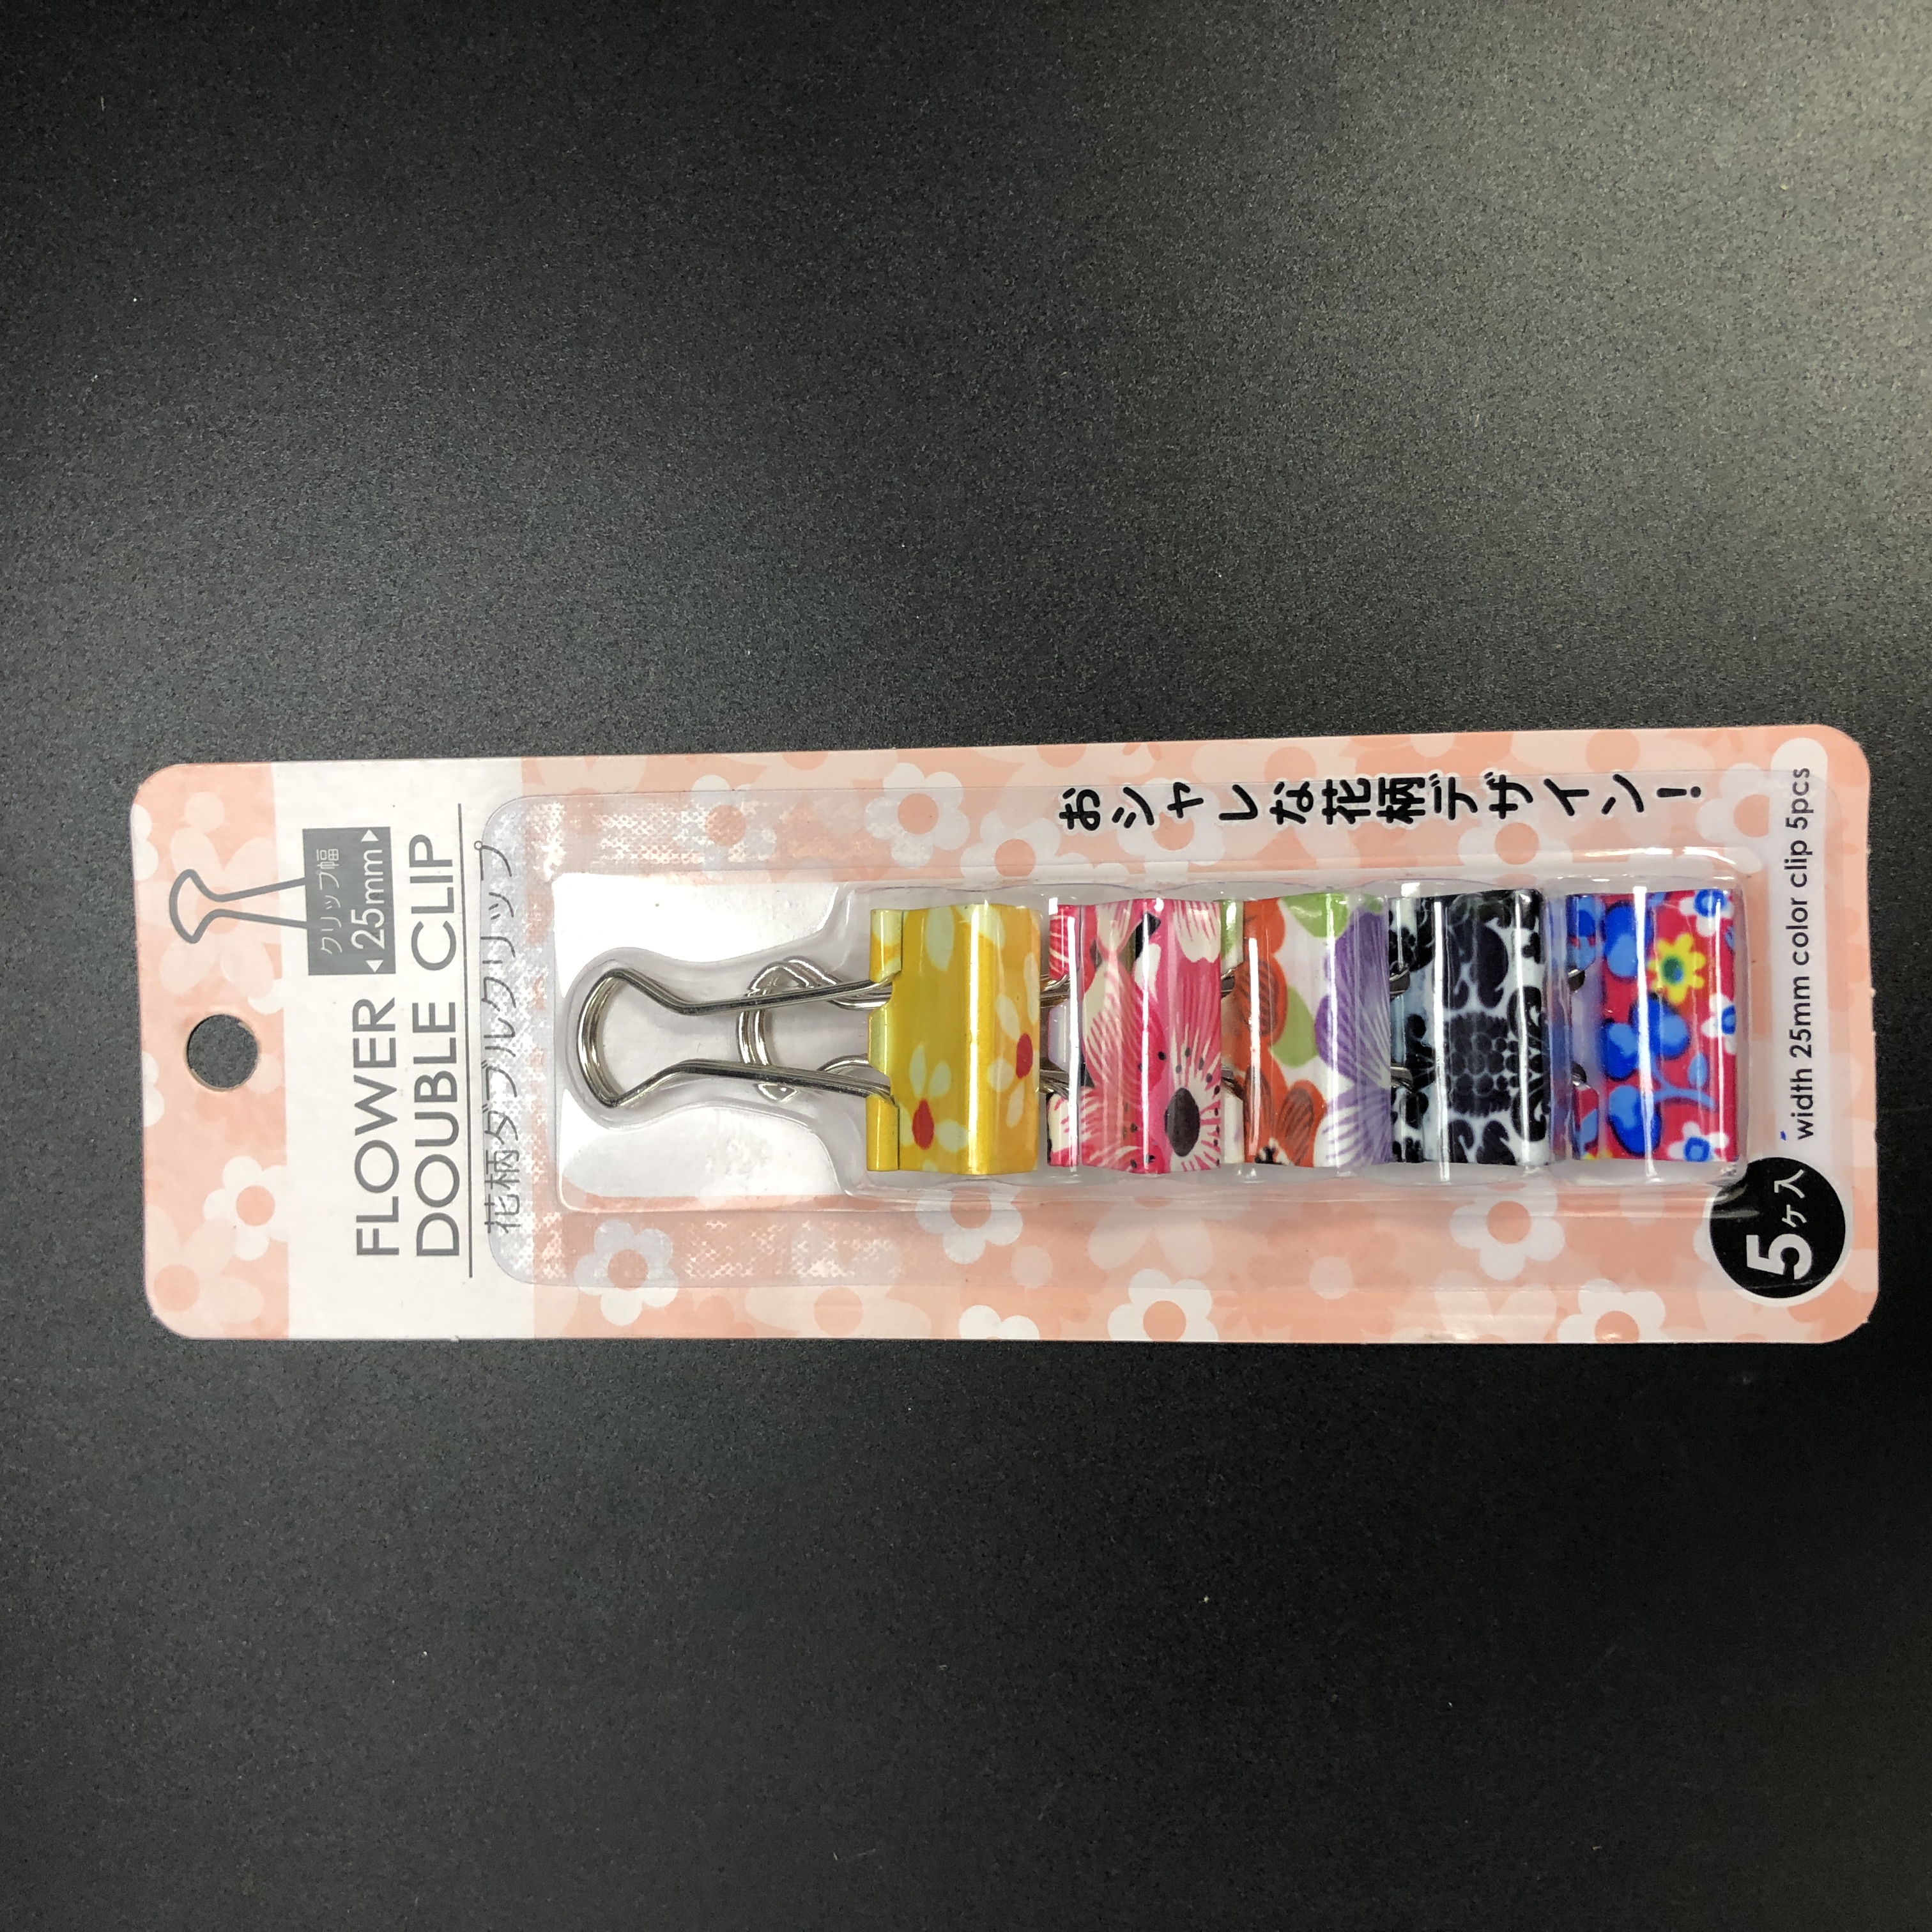 クリップ幅
25mm
FLOWER
DOUBLE CLIP
花柄ダブルクリップ
おシャレな花柄デザイン!
width 25mm color clip 5pcs
5ヶ入